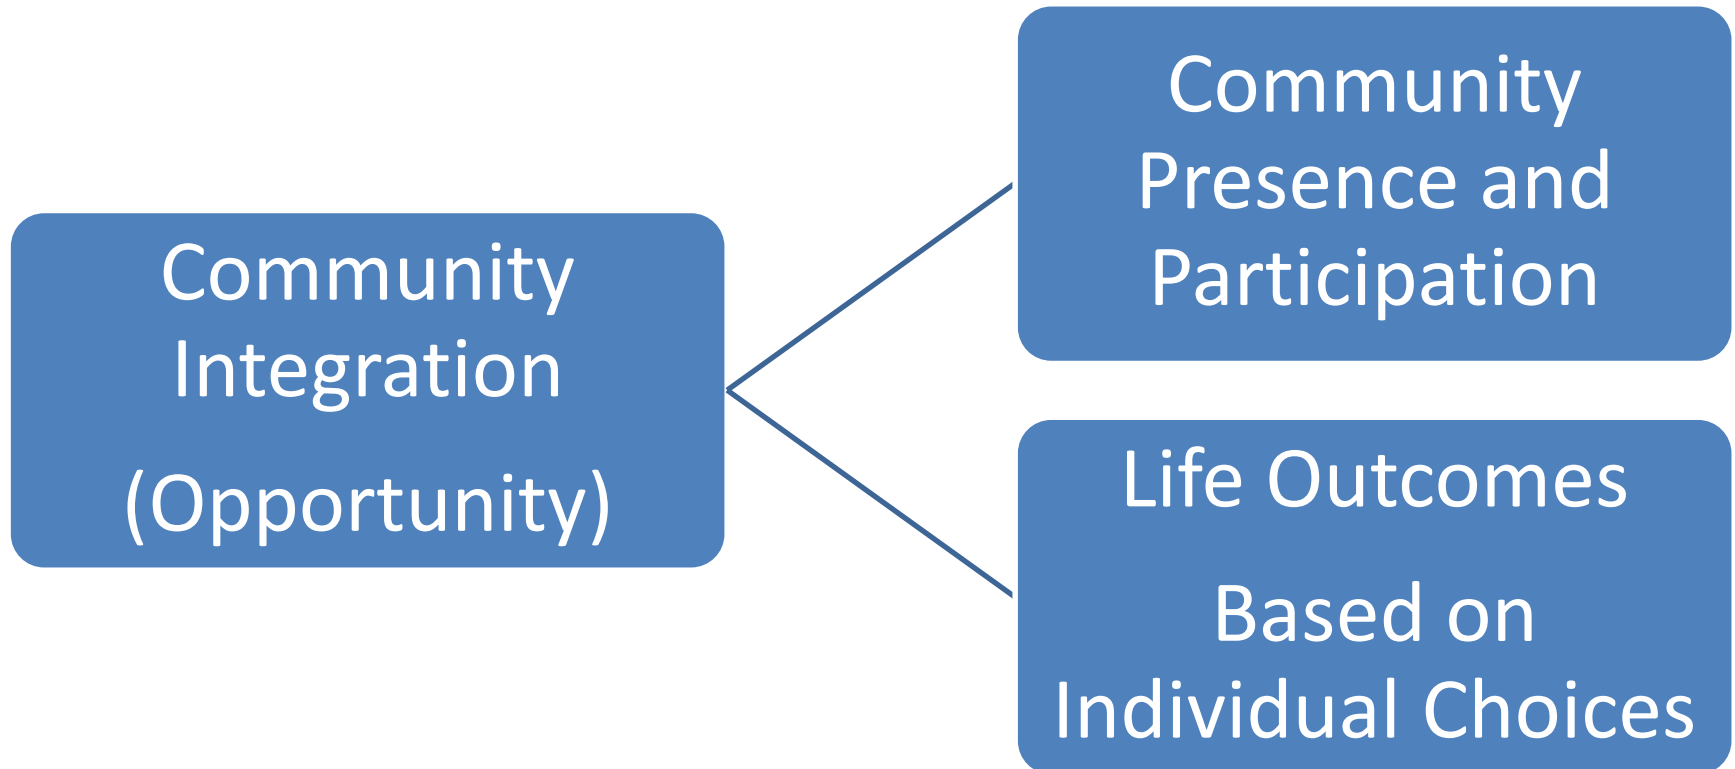 Community
Integration
(Opportunity)
Community
Presence and
Participation
Life Outcomes
Based on
Individual Choices